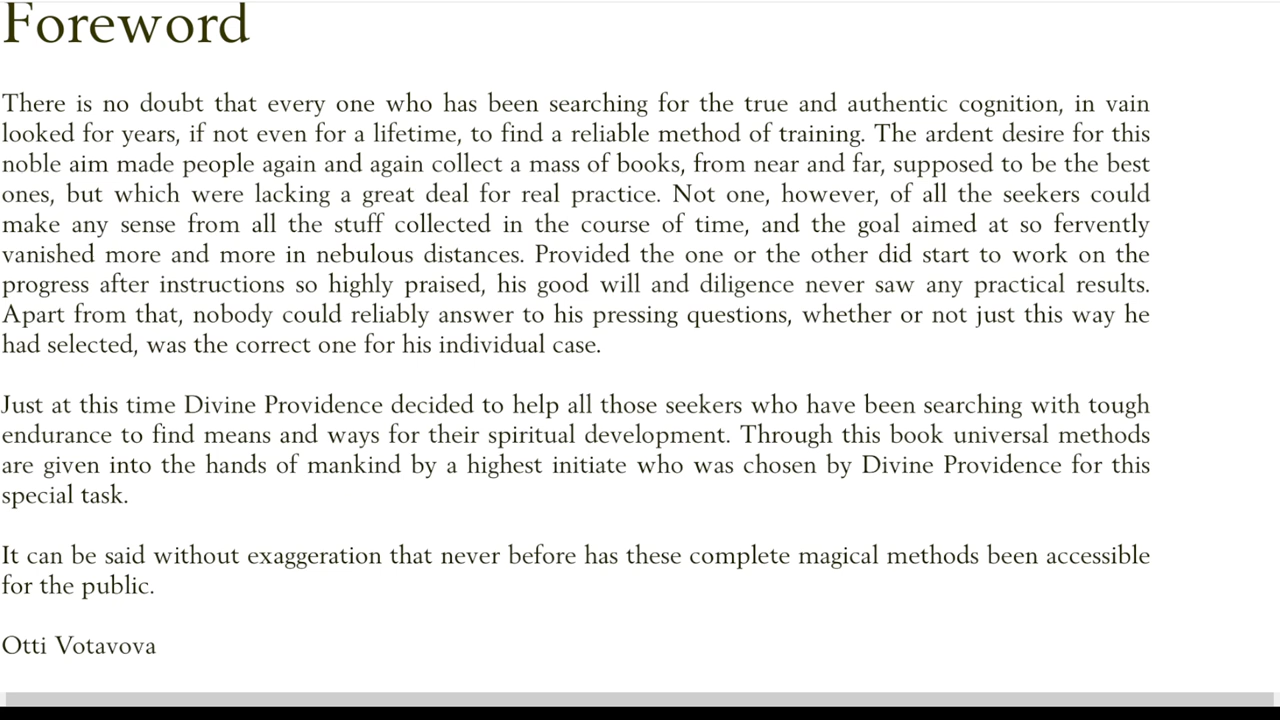 Foreword
There is no doubt that every one who has been searching for the true and authentic cognition, in vain
looked for years, if not even for a lifetime, to find a reliable method of training. The ardent desire for this
noble aim made people again and again collect a mass of books, from near and far, supposed to be the best
ones, but which were lacking a great deal for real practice. Not one, however, of all the seekers could
make any sense from all the stuff collected in the course of time, and the goal aimed at so fervently
vanished more and more in nebulous distances. Provided the one or the other did start to work on the
progress after instructions so highly praised, his good will and diligence never saw any practical results.
Apart from that, nobody could reliably answer to his pressing questions, whether or not just this way he
had selected, was the correct one for his individual case.
Just at this time Divine Providence decided to help all those seekers who have been searching with tough
endurance to find means and ways for their spiritual development. Through this book universal methods
are given into the hands of mankind by a highest initiate who was chosen by Divine Providence for this
special task.
It can be said without exaggeration that never before has these complete magical methods been accessible
for the public.
Otti Votavova